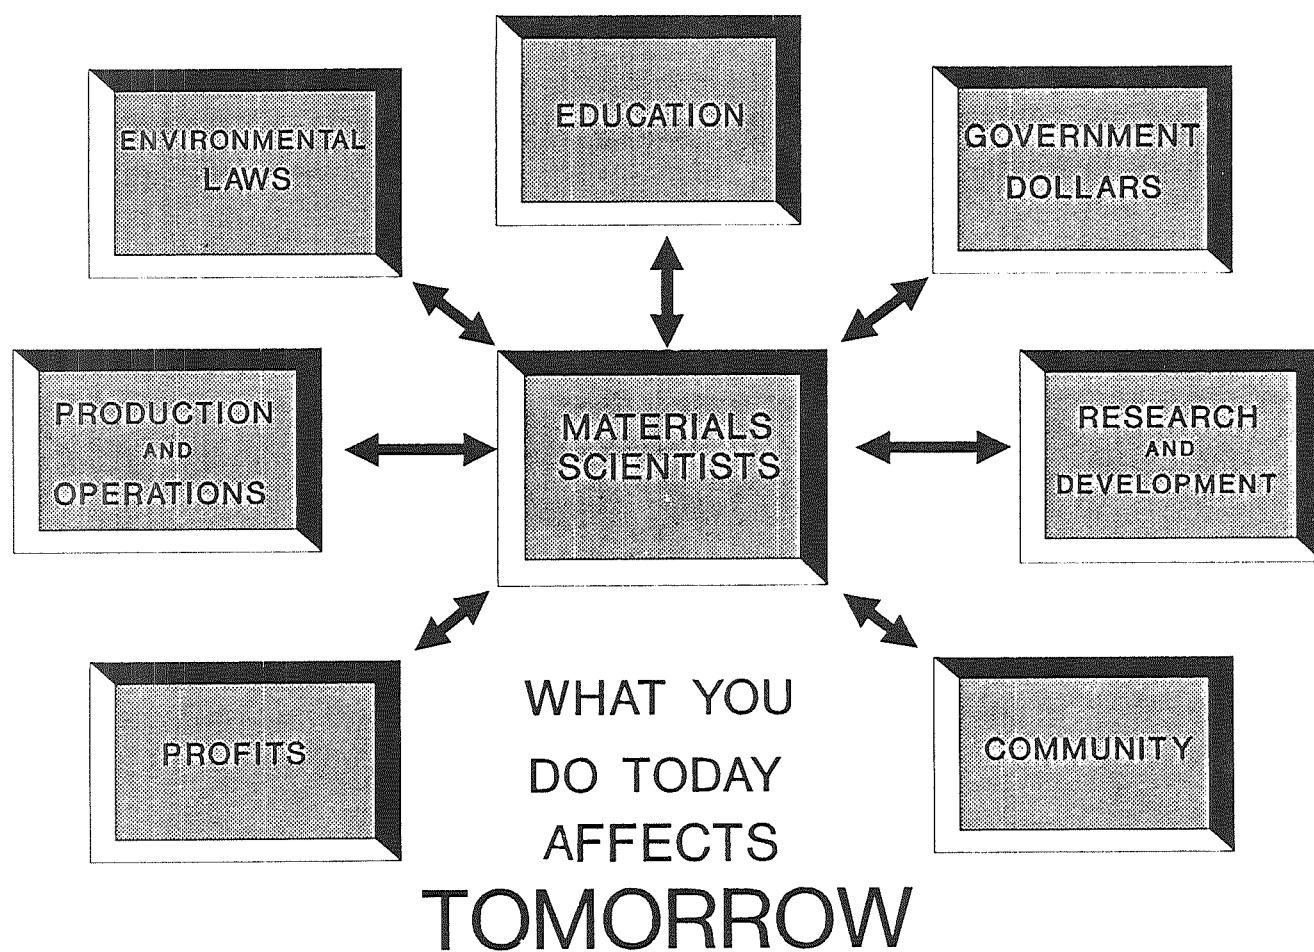 EDUCATION
ENVIRONMENTAL
LAWS
GOVERNMENT
DOLLARS
PRODUCTION
AND
OPERATIONS
MATERIALS
SCIENTISTS
RESEARCH
AND
DEVELOPMENT
PROFITS
COMMUNITY
WHAT YOU
DO TODAY
AFFECTS
TOMORROW